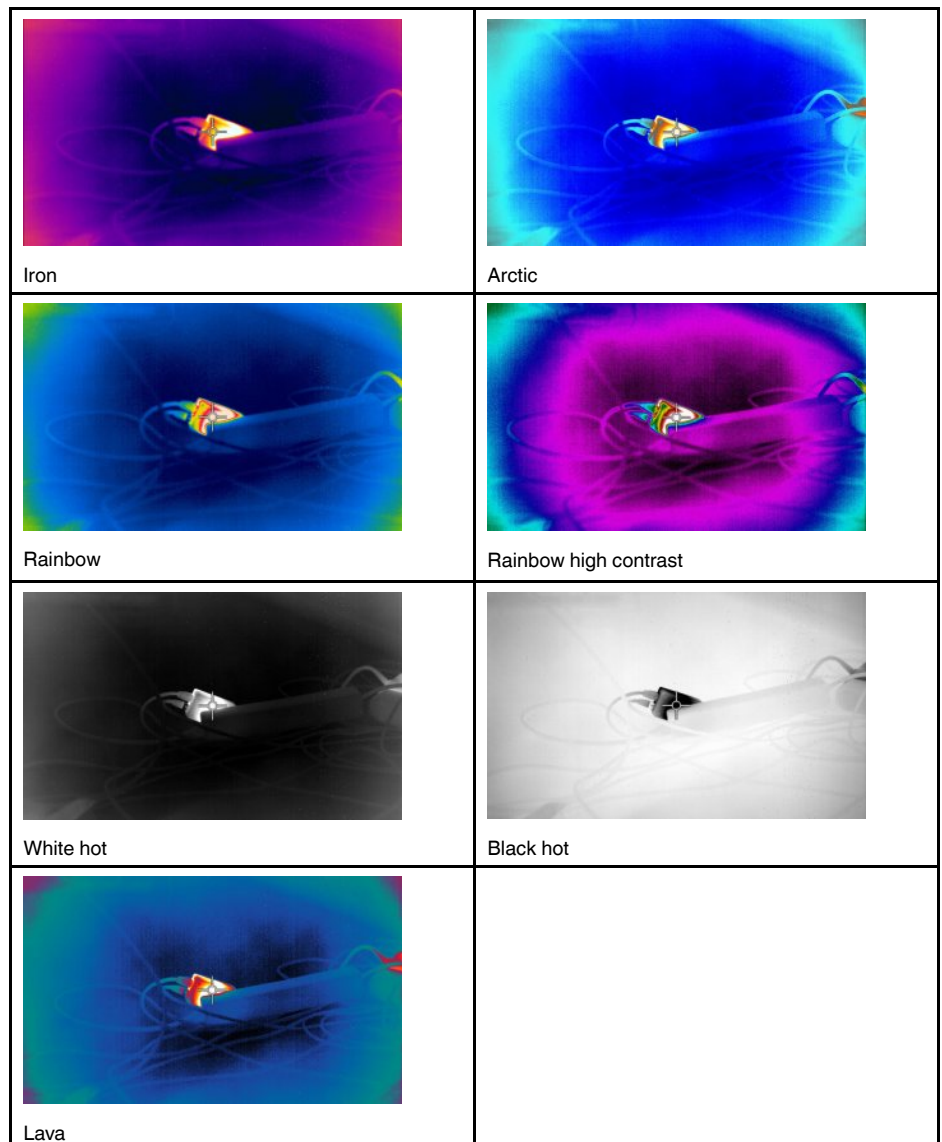 Iron
Arctic
Rainbow
Rainbow high contrast
White hot
Black hot
Lava